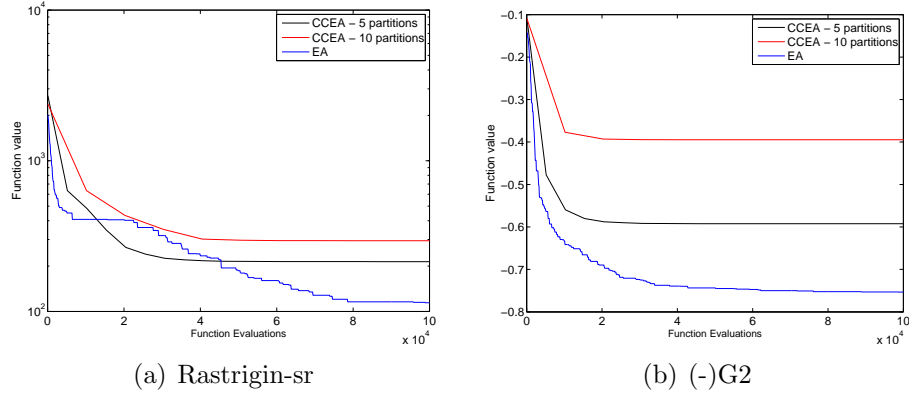 10^4
10^3
10^2
Function value
CCEA − 5 partitions
CCEA − 10 partitions
EA
0
2
4
6
8
10
x 10^4
Function Evaluations
(a) Rastrigin-sr
−0.1
−0.2
−0.3
−0.4
−0.5
−0.6
−0.7
−0.8
Function value
CCEA − 5 partitions
CCEA − 10 partitions
EA
0
2
4
6
8
10
x 10^4
Function Evaluations
(b) (-)G2